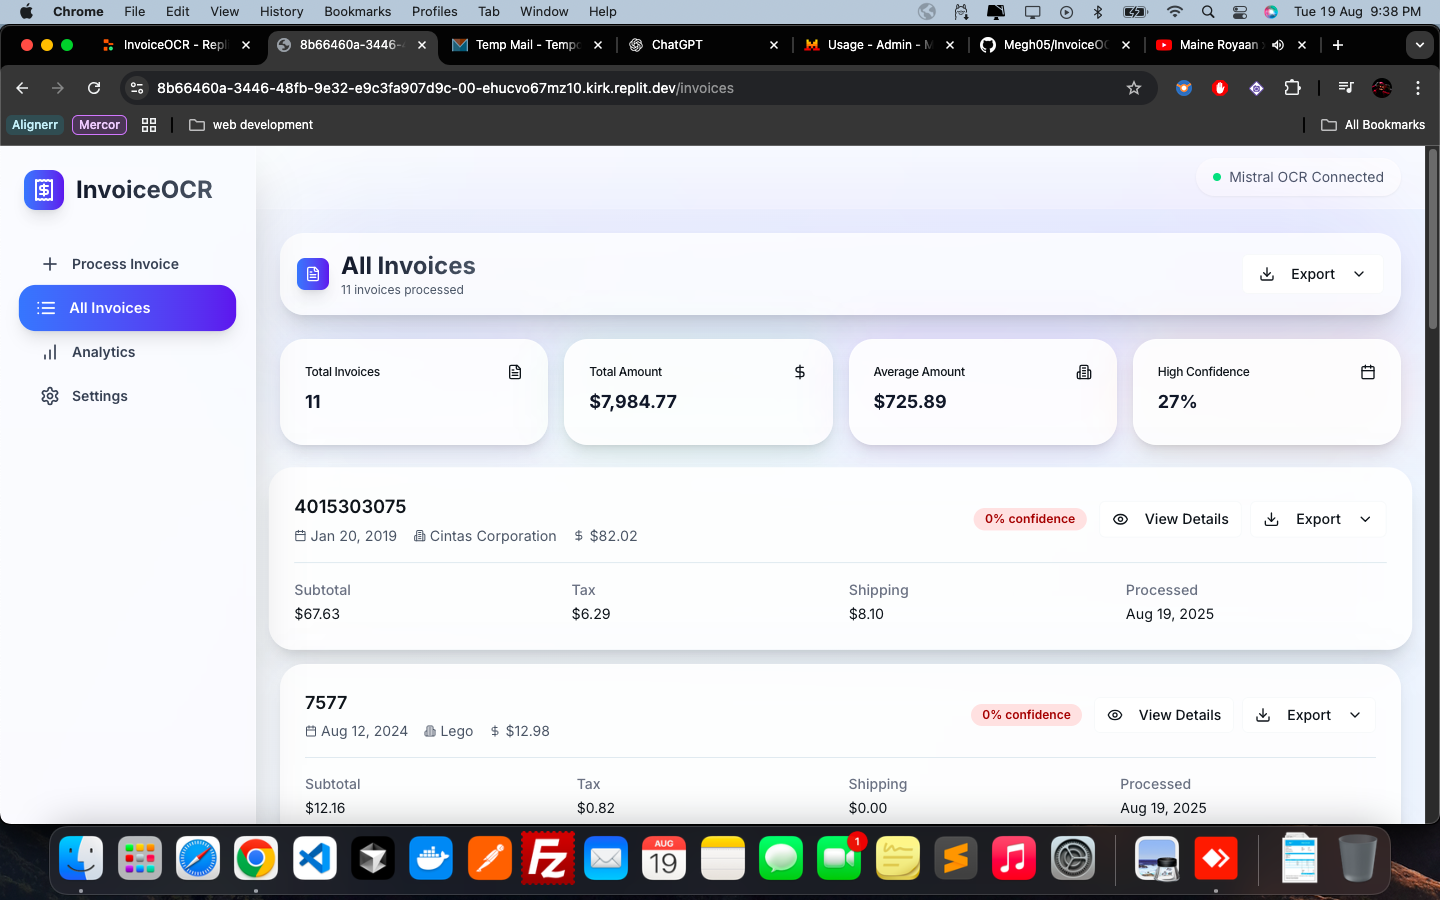 Chrome File Edit View History Bookmarks Profiles Tab Window Help Tue 19 Aug 9:38 PM
InvoiceOCR - Repl 8b66460a-3446- Temp Mail - Temp ChatGPT Usage - Admin - M Megh05/InvoiceOC Maine Royaan
8b66460a-3446-48fb-9e32-e9c3fa907d9c-00-ehucvo67mz10.kirk.replit.dev/invoices
Alignerr Mercor web development All Bookmarks
InvoiceOCR
Mistral OCR Connected
Process Invoice
All Invoices
Analytics
Settings
All Invoices
11 invoices processed
Export
Total Invoices
11
Total Amount
$7,984.77
Average Amount
$725.89
High Confidence
27%
4015303075
Jan 20, 2019 Cintas Corporation $ $82.02
0% confidence View Details Export
Subtotal Tax Shipping Processed
$67.63 $6.29 $8.10 Aug 19, 2025
7577
Aug 12, 2024 Lego $ $12.98
0% confidence View Details Export
Subtotal Tax Shipping Processed
$12.16 $0.82 $0.00 Aug 19, 2025
AUG
19
Fz
1